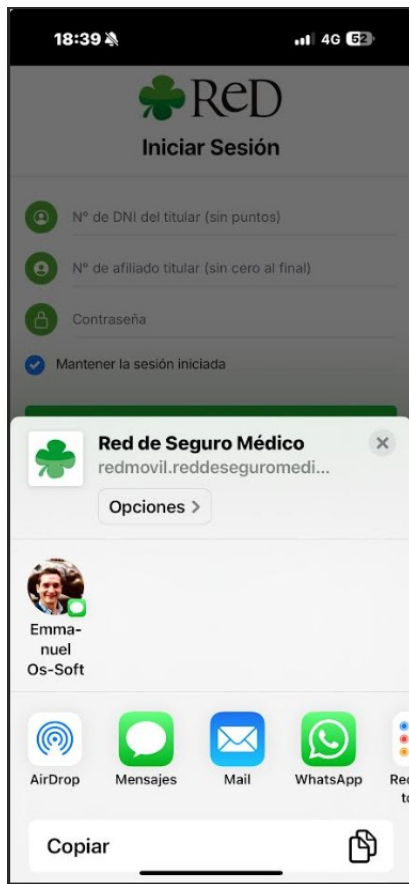 18:39
4G 52
ReD
Iniciar Sesión
N° de DNI del titular (sin puntos)
N° de afiliado titular (sin cero al final)
Contraseña
Mantener la sesión iniciada
Red de Seguro Médico
redmovil.reddeseguromedi...
Opciones >
Emma-
nuel
Os-Soft
AirDrop
Mensajes
Mail
WhatsApp
Rec
to
Copiar